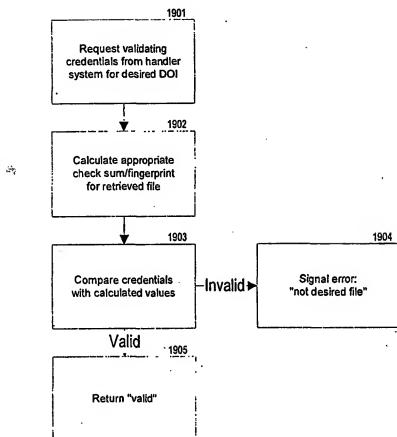 1901
Request validating
credentials from handler
system for desired DOI
1902
Calculate appropriate
check sum/fingerprint
for retrieved file
1903
Compare credentials
with calculated values
Invalid
1904
Signal error:
"not desired file"
Valid
1905
Return "valid"